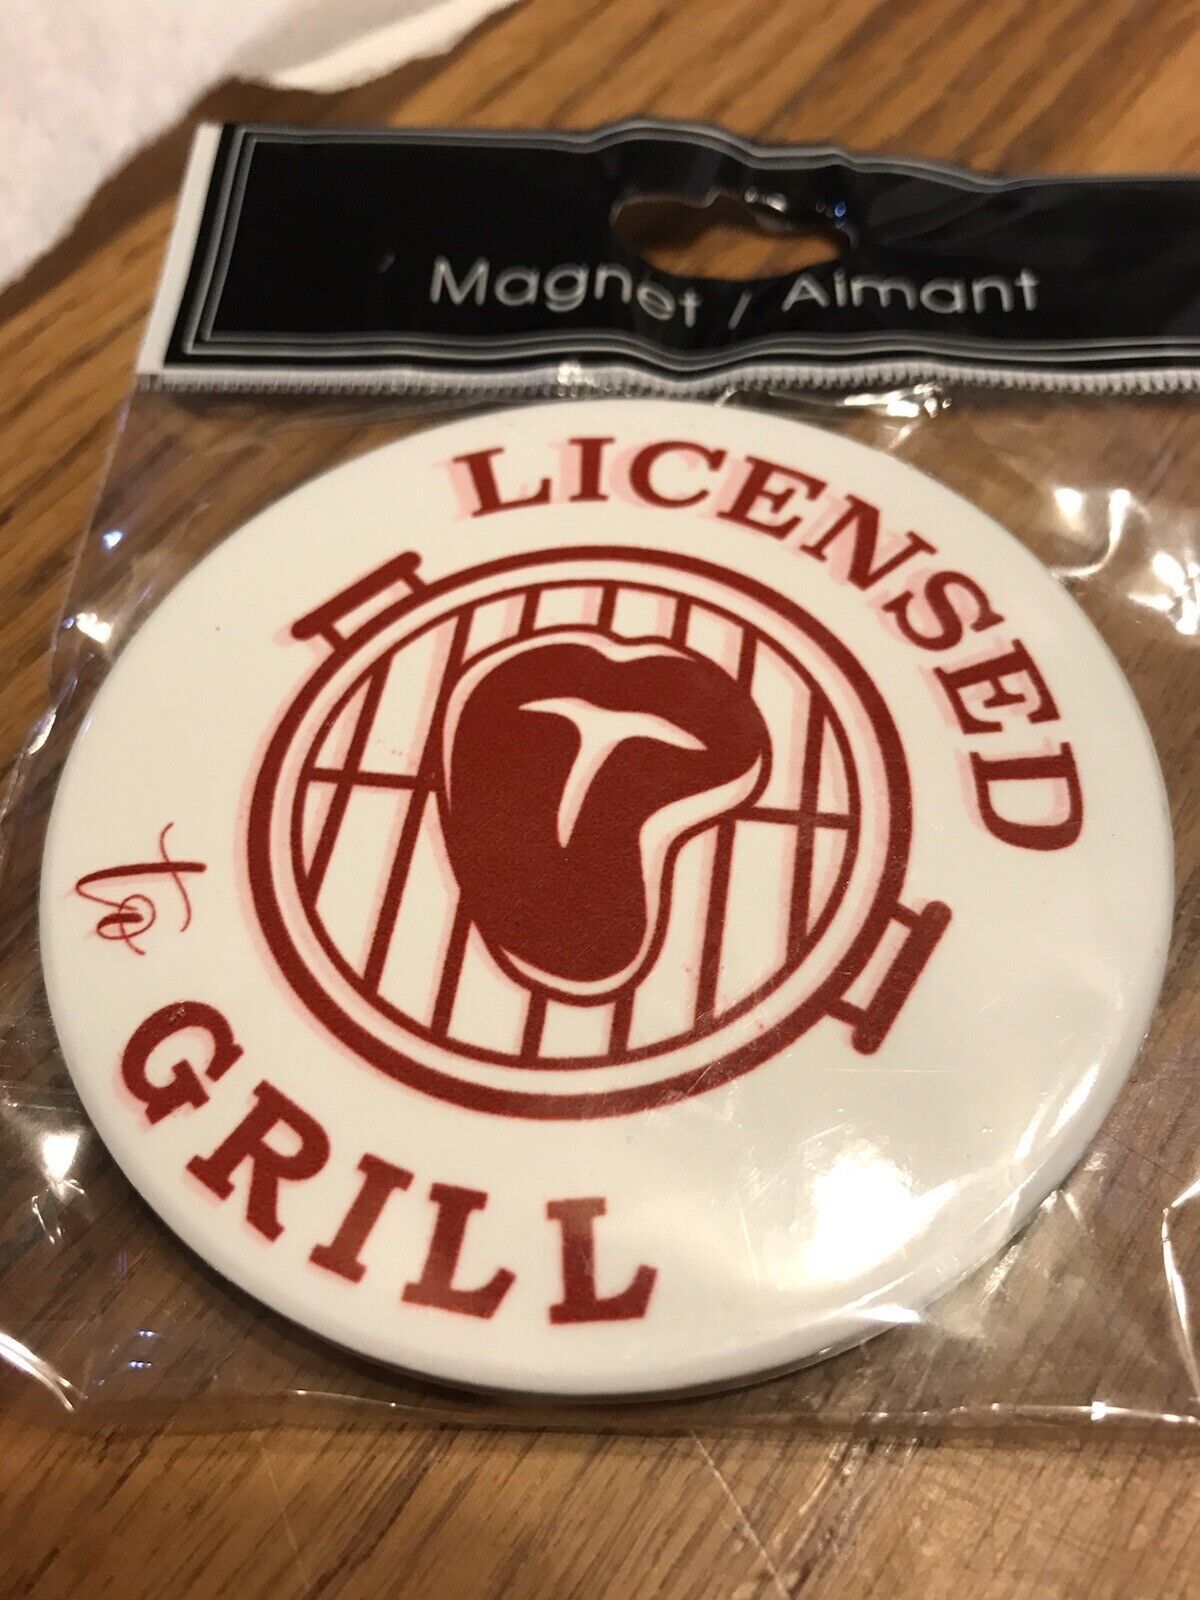 Magnet / Aimant
LICENSED
to
GRILL